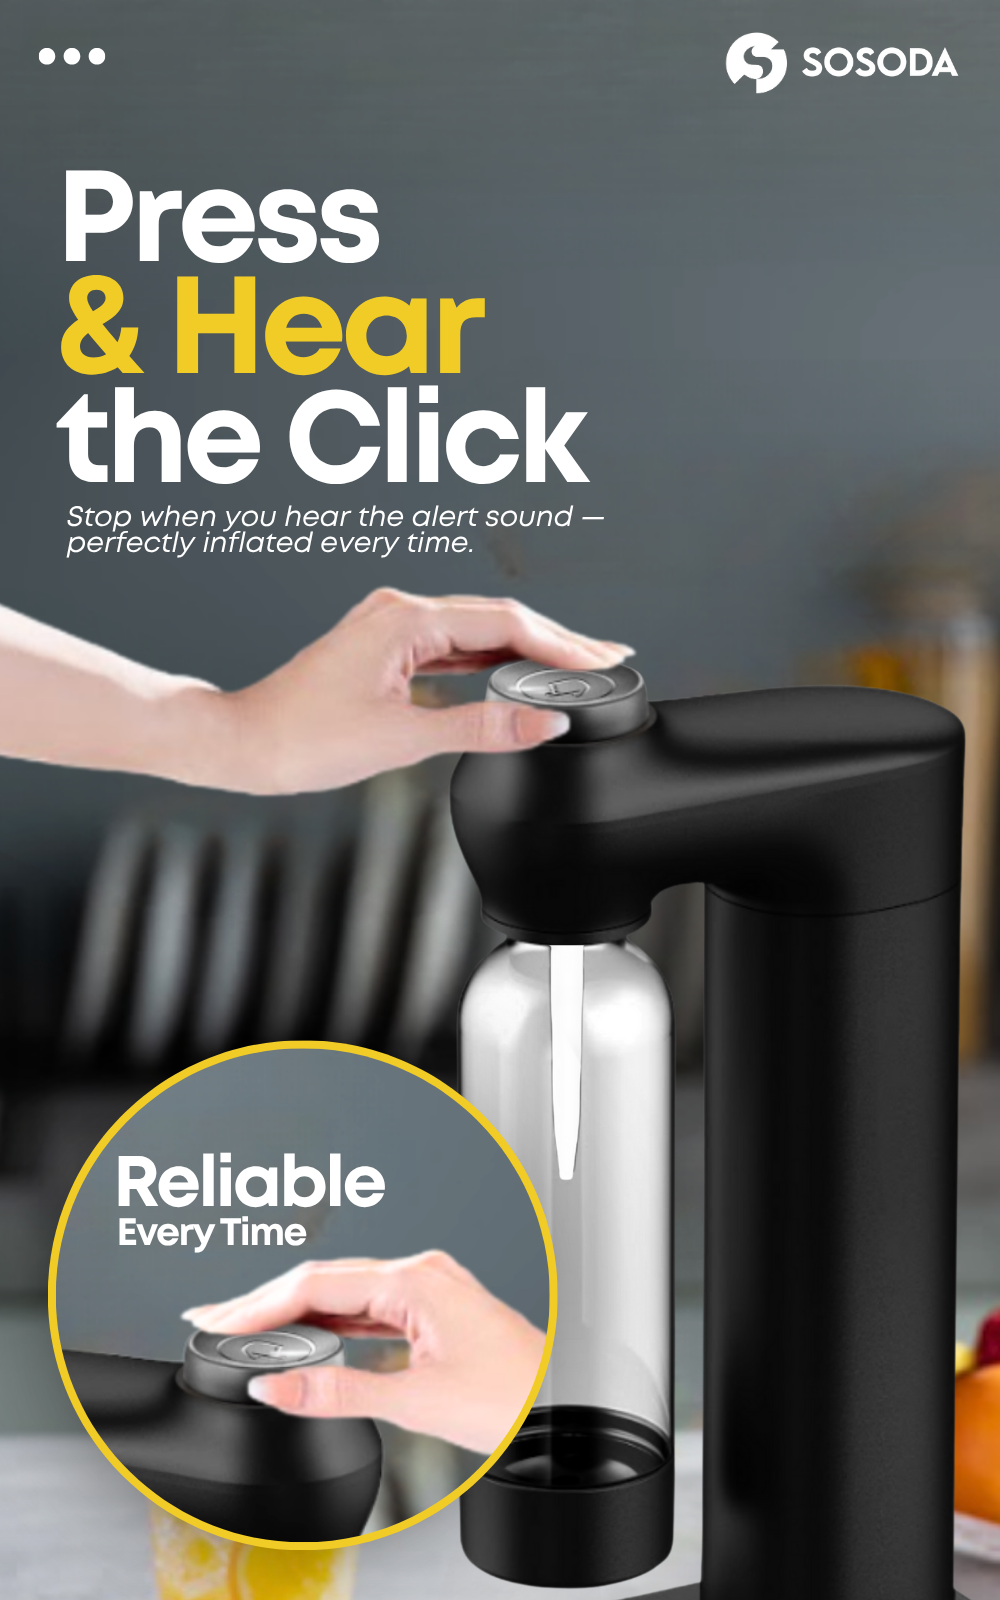 SOSODA
Press
& Hear
the Click
Stop when you hear the alert sound —
perfectly inflated every time.
Reliable
Every Time